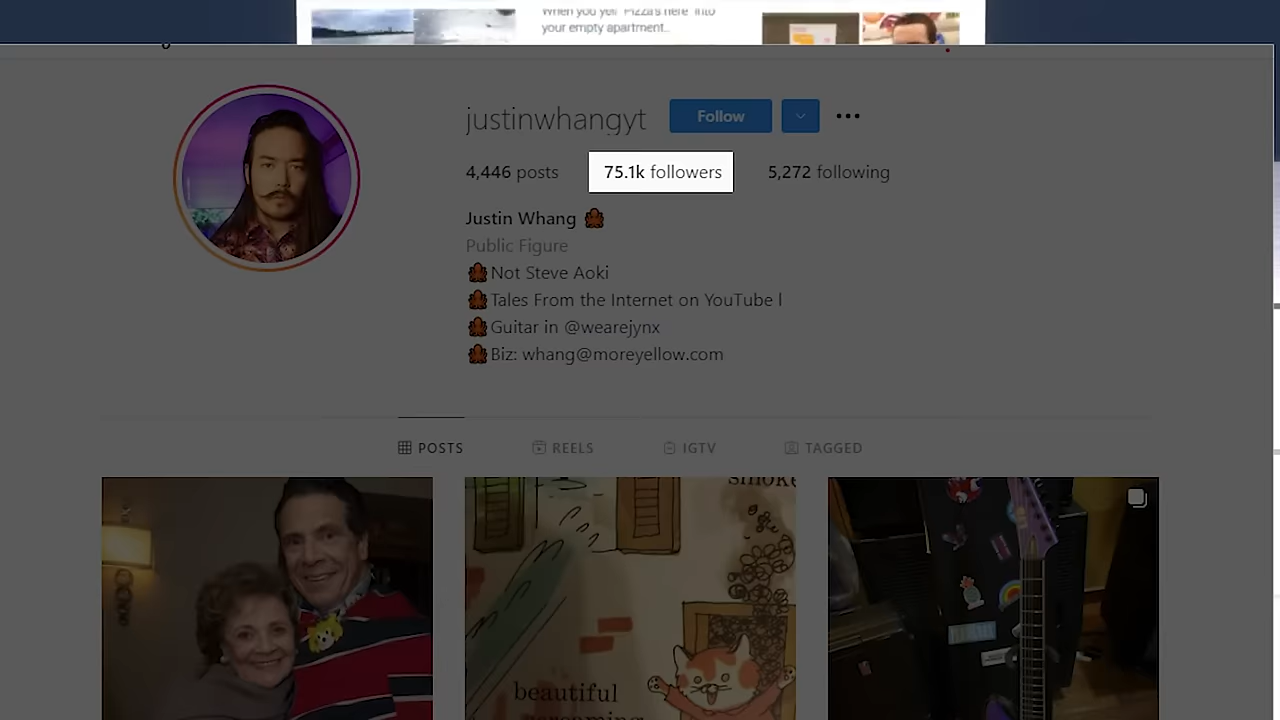 When you yell "Pizza's here" into
your empty apartment..
justinwhangyt
Follow
4,446 posts
75.1k followers
5,272 following
Justin Whang
Public Figure
Not Steve Aoki
Tales From the Internet on YouTube l
Guitar in @wearejynx
Biz: whang@moreyellow.com
POSTS
REELS
IGTV
TAGGED
smoke
beautiful
screaming